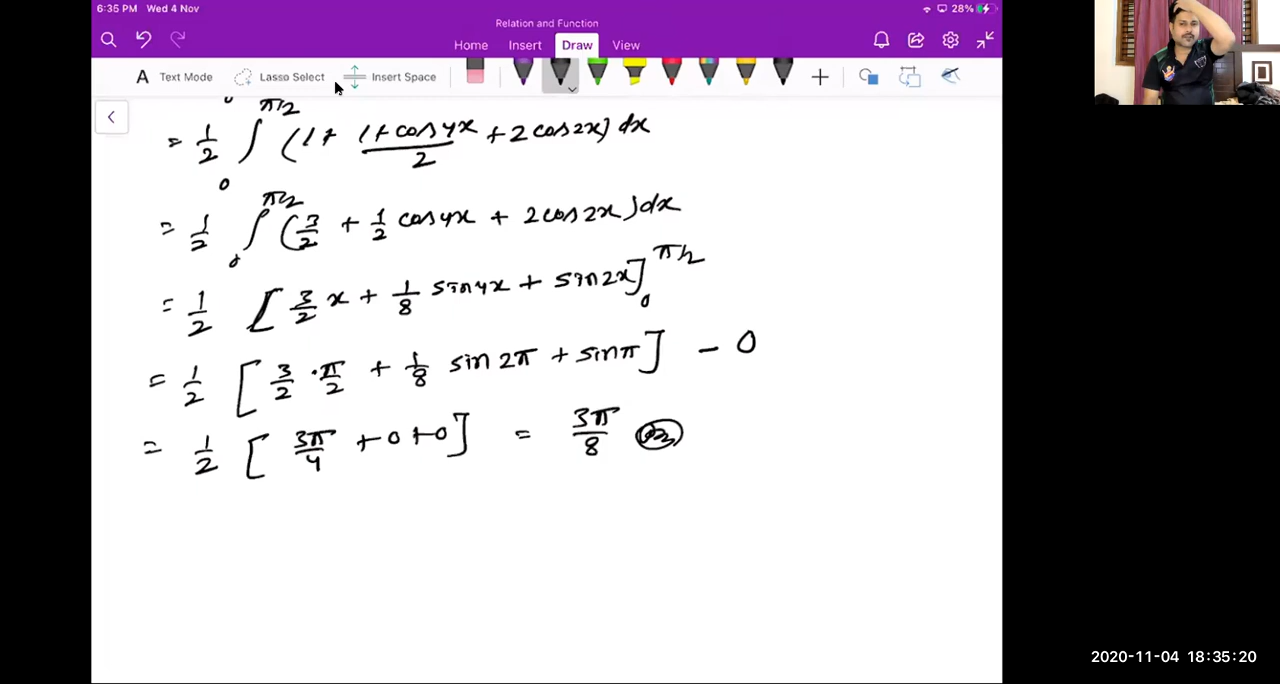 6:35 PM Wed 4 Nov
28%
Relation and Function
Home Insert Draw View
A Text Mode Lasso Select Insert Space
0
= 1/2 ∫₀^{π/2} (1 + (1+cos4x)/2 + 2cos2x) dx
= 1/2 ∫₀^{π/2} (3/2 + 1/2 cos4x + 2cos2x) dx
= 1/2 [3/2 x + 1/8 sin4x + sin2x]₀^{π/2}
= 1/2 [3/2 · π/2 + 1/8 sin2π + sinπ] - 0
= 1/2 [3π/4 + 0 + 0] = 3π/8
2020-11-04 18:35:20